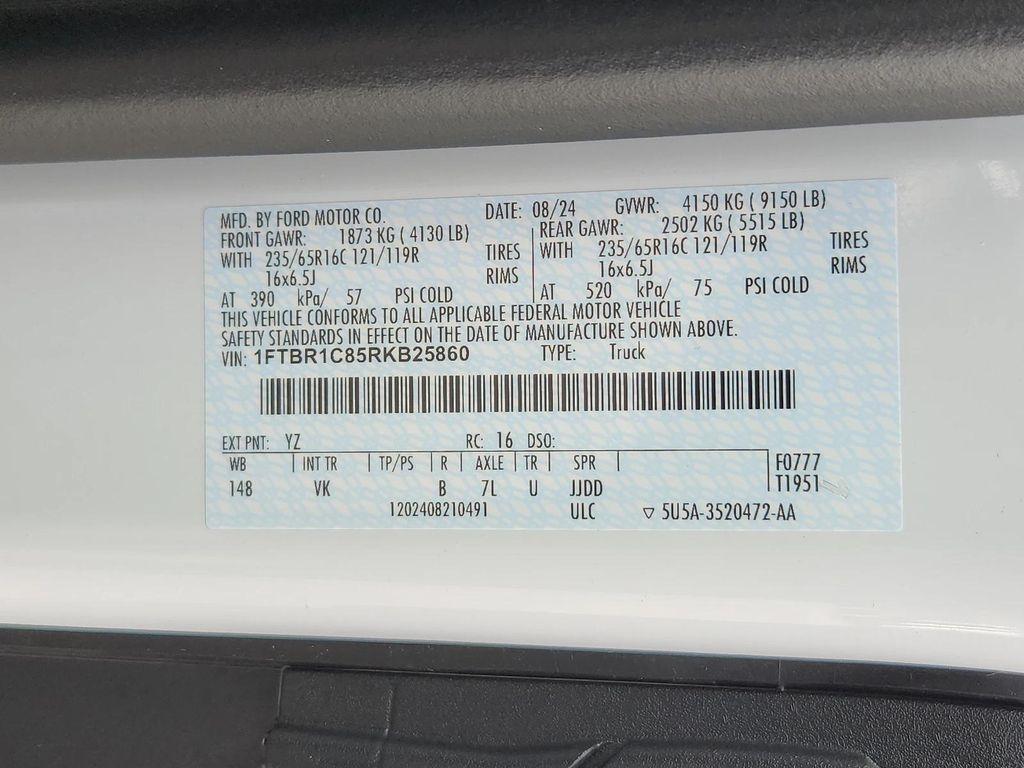 MFD. BY FORD MOTOR CO. DATE: 08/24 GVWR: 4150 KG ( 9150 LB)
FRONT GAWR: 1873 KG ( 4130 LB) REAR GAWR: 2502 KG ( 5515 LB)
WITH 235/65R16C 121/119R TIRES WITH 235/65R16C 121/119R TIRES
16x6.5J RIMS 16x6.5J RIMS
AT 390 kPa/ 57 PSI COLD AT 520 kPa/ 75 PSI COLD
THIS VEHICLE CONFORMS TO ALL APPLICABLE FEDERAL MOTOR VEHICLE
SAFETY STANDARDS IN EFFECT ON THE DATE OF MANUFACTURE SHOWN ABOVE.
VIN: 1FTBR1C85RKB25860 TYPE: Truck
EXT PNT: YZ RC: 16 DSO:
WB INT TR TP/PS R AXLE TR SPR F0777
148 VK B 7L U JJDD T1951
1202408210491 ULC ▽ 5U5A-3520472-AA